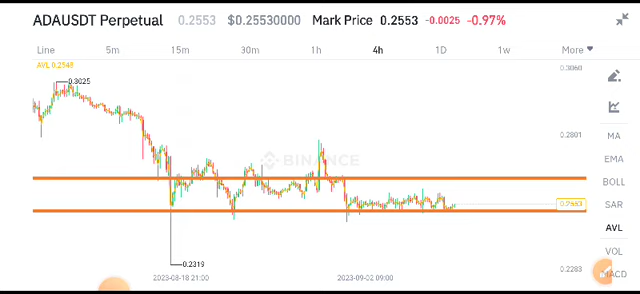 ADAUSDT Perpetual 0.2553 $0.25530000 Mark Price 0.2553 -0.0025 -0.97%
Line 5m 15m 30m 1h 4h 1D 1w More
AVL 0.2548
0.3025
0.3068
0.2801
BINANCE
0.2553
0.2319
0.2283
2023-08-18 21:00 2023-09-02 09:00
MA
EMA
BOLL
SAR
AVL
VOL
MACD